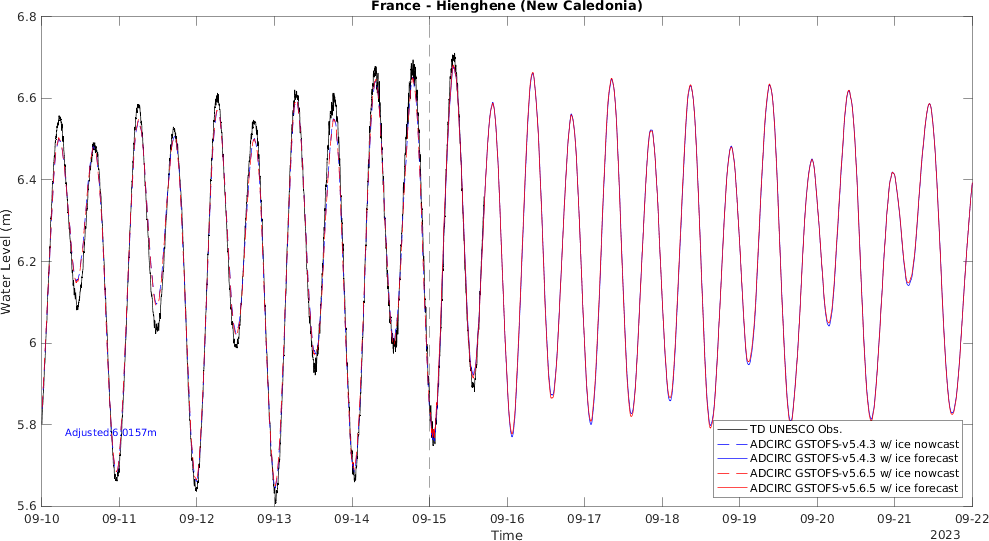 France - Hienghene (New Caledonia)
6.8
6.6
6.4
6.2
6
5.8
5.6
Water Level (m)
Adjusted:6.0157m
TD UNESCO Obs.
ADCIRC GSTOFS-v5.4.3 w/ ice nowcast
ADCIRC GSTOFS-v5.4.3 w/ ice forecast
ADCIRC GSTOFS-v5.6.5 w/ ice nowcast
ADCIRC GSTOFS-v5.6.5 w/ ice forecast
09-10 09-11 09-12 09-13 09-14 09-15 09-16 09-17 09-18 09-19 09-20 09-21 09-22
Time
2023